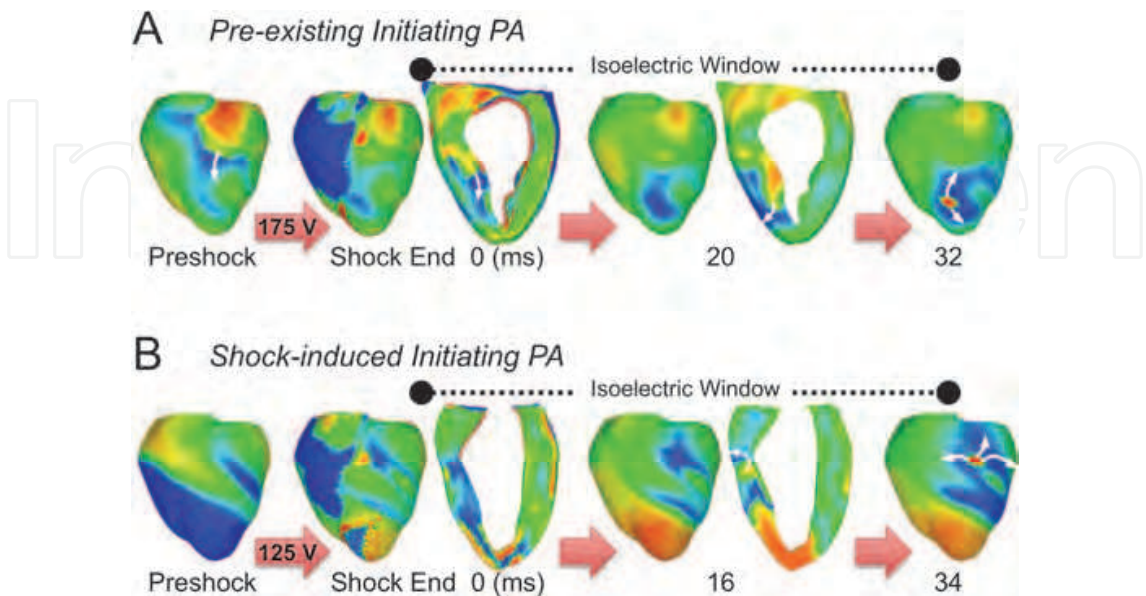 A Pre-existing Initiating PA
Isoelectric Window
175 V
Preshock Shock End 0 (ms) 20 32
B Shock-induced Initiating PA
Isoelectric Window
125 V
Preshock Shock End 0 (ms) 16 34